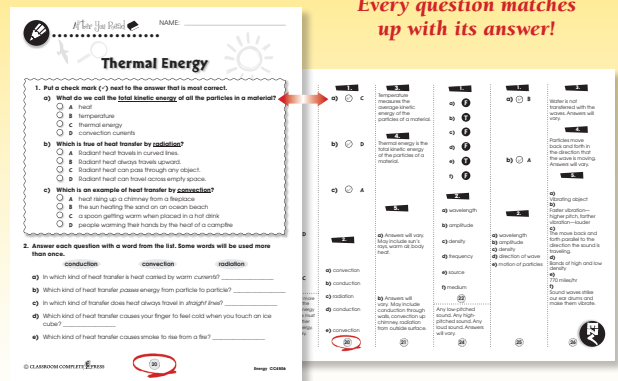 Every question matches
up with its answer!
After You Read
NAME:
Thermal Energy
1. Put a check mark (✓) next to the answer that is most correct.
a) What do we call the total kinetic energy of all the particles in a material?
A heat
B temperature
C thermal energy
D convection currents
b) Which is true of heat transfer by radiation?
A Radiant heat travels in curved lines.
B Radiant heat always travels upward.
C Radiant heat can pass through any object.
D Radiant heat can travel across empty space.
c) Which is an example of heat transfer by convection?
A heat rising up a chimney from a fireplace
B the sun heating the sand on an ocean beach
C a spoon getting warm when placed in a hot drink
D people warming their hands by the heat of a campfire
2. Answer each question with a word from the list. Some words will be used more
than once.
conduction convection radiation
a) In which kind of heat transfer is heat carried by warm currents?
b) Which kind of heat transfer passes energy from particle to particle?
c) In which kind of transfer does heat always travel in straight lines?
d) Which kind of heat transfer causes your finger to feel cold when you touch an ice
cube?
e) Which kind of heat transfer causes smoke to rise from a fire?
© CLASSROOM COMPLETE PRESS
20
Energy CC4506
1.
a) ✓ C
b) ✓ D
c) ✓ A
2.
a) convection
b) conduction
c) radiation
d) conduction
e) convection
20
3.
Temperature
measures the
average kinetic
energy of the
particles of a material.
4.
Thermal energy is the
total kinetic energy
of the particles of a
material.
5.
a) Answers will vary.
May include sun's
rays, warm air, body
heat.
b) Answers will
vary. May include
conduction through
walls, convection up
chimney, radiation
from outside surface.
21
1.
a) F
b) T
c) F
d) F
e) T
f) F
2.
a) wavelength
b) amplitude
c) density
d) frequency
e) source
f) medium
22
Any low-pitched
sound. Any high-
pitched sound. Any
loud sound. Answers
will vary.
24
1.
a) ✓ B
b) ✓ A
2.
a) wavelength
b) amplitude
c) density
d) direction of wave
e) motion of particles
25
3.
Water is not
transferred with the
waves. Answers will
vary.
4.
Particles move
back and forth in
the direction that
the wave is moving.
Answers will vary.
5.
a)
Vibrating object
b)
Faster vibration—
higher pitch, farther
vibration—louder
c)
The move back and
forth parallel to the
direction the sound is
traveling.
d)
Bands of high and low
density
e)
770 miles/hr
f)
Sound waves strike
our ear drums and
make them vibrate.
26